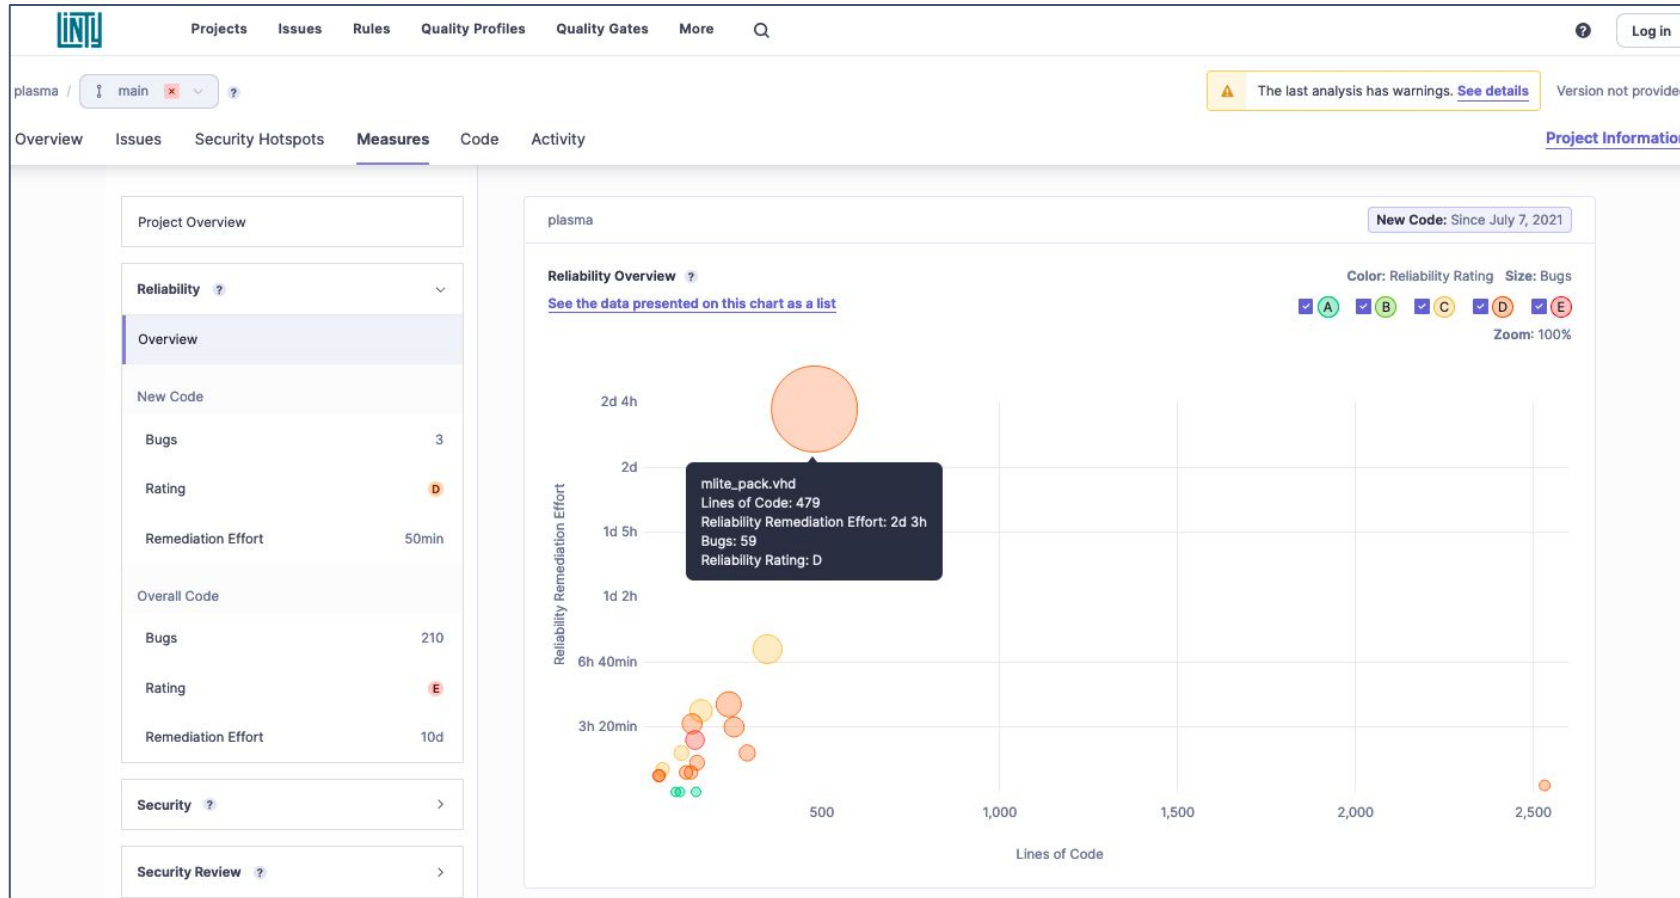 LiNTy
Projects Issues Rules Quality Profiles Quality Gates More
? Log in
plasma / main × ?
The last analysis has warnings. See details
Version not provide
Overview Issues Security Hotspots Measures Code Activity
Project Information
Project Overview
Reliability ?
Overview
New Code
Bugs 3
Rating D
Remediation Effort 50min
Overall Code
Bugs 210
Rating E
Remediation Effort 10d
Security ?
Security Review ?
plasma
New Code: Since July 7, 2021
Reliability Overview ?
Color: Reliability Rating Size: Bugs
See the data presented on this chart as a list
A B C D E
Zoom: 100%
Reliability Remediation Effort
2d 4h
2d
1d 5h
1d 2h
6h 40min
3h 20min
mlite_pack.vhd
Lines of Code: 479
Reliability Remediation Effort: 2d 3h
Bugs: 59
Reliability Rating: D
500 1,000 1,500 2,000 2,500
Lines of Code